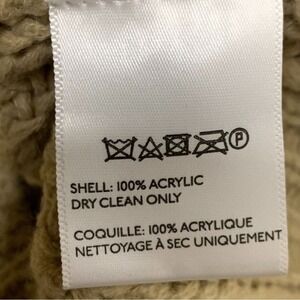 SHELL: 100% ACRYLIC
DRY CLEAN ONLY
COQUILLE: 100% ACRYLIQUE
NETTOYAGE À SEC UNIQUEMENT